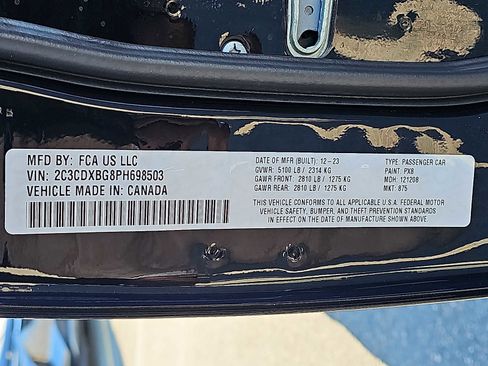 MFD BY: FCA US LLC
VIN: 2C3CDXBG8PH698503
VEHICLE MADE IN: CANADA
DATE OF MFR (BUILT): 12-23
GVWR: 5100 LB / 2314 KG
GAWR FRONT: 2810 LB / 1275 KG
GAWR REAR: 2810 LB / 1275 KG
TYPE: PASSENGER CAR
PAINT: PX8
MDH: 121208
MKT: 875
THIS VEHICLE CONFORMS TO ALL APPLICABLE U.S.A. FEDERAL MOTOR
VEHICLE SAFETY, BUMPER, AND THEFT PREVENTION STANDARDS
IN EFFECT ON THE DATE OF MANUFACTURE SHOWN ABOVE.